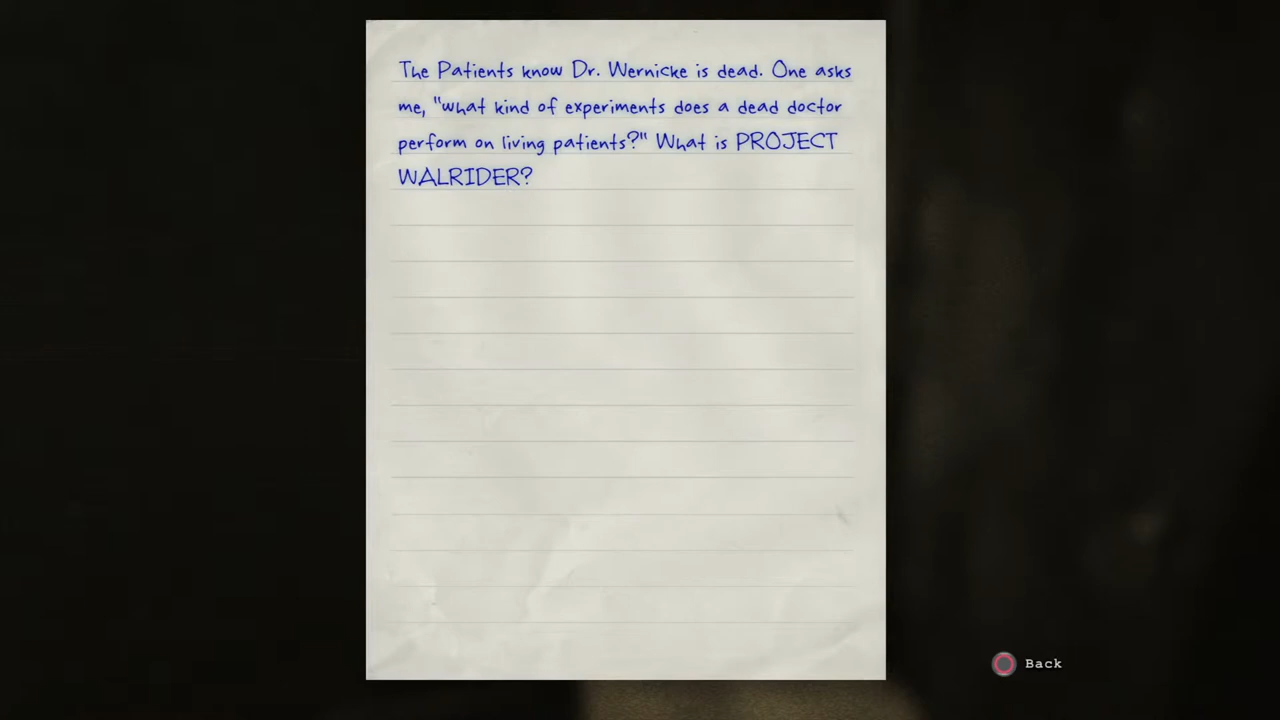 The Patients know Dr. Wernicke is dead. One asks
me, "what kind of experiments does a dead doctor
perform on living patients?" What is PROJECT
WALRIDER?
Back